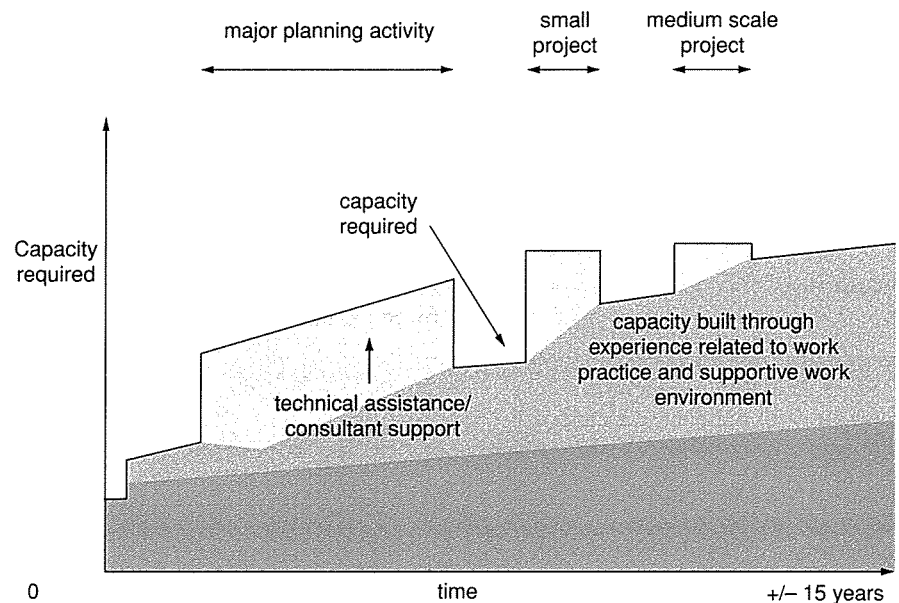 major planning activity
small
project
medium scale
project
capacity
required
Capacity
required
capacity built through
experience related to work
practice and supportive work
environment
technical assistance/
consultant support
0
time
+/– 15 years